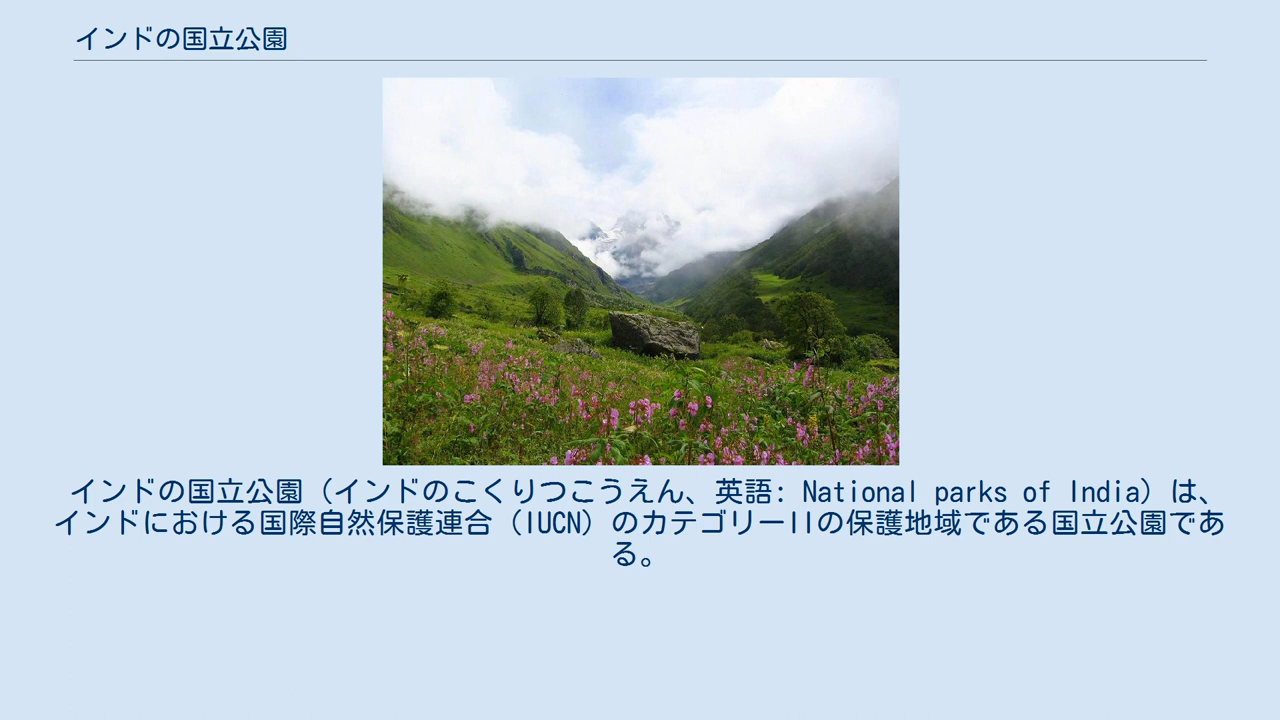 インドの国立公園
インドの国立公園（インドのこくりつこうえん、英語: National parks of India）は、
インドにおける国際自然保護連合（IUCN）のカテゴリーIIの保護地域である国立公園であ
る。